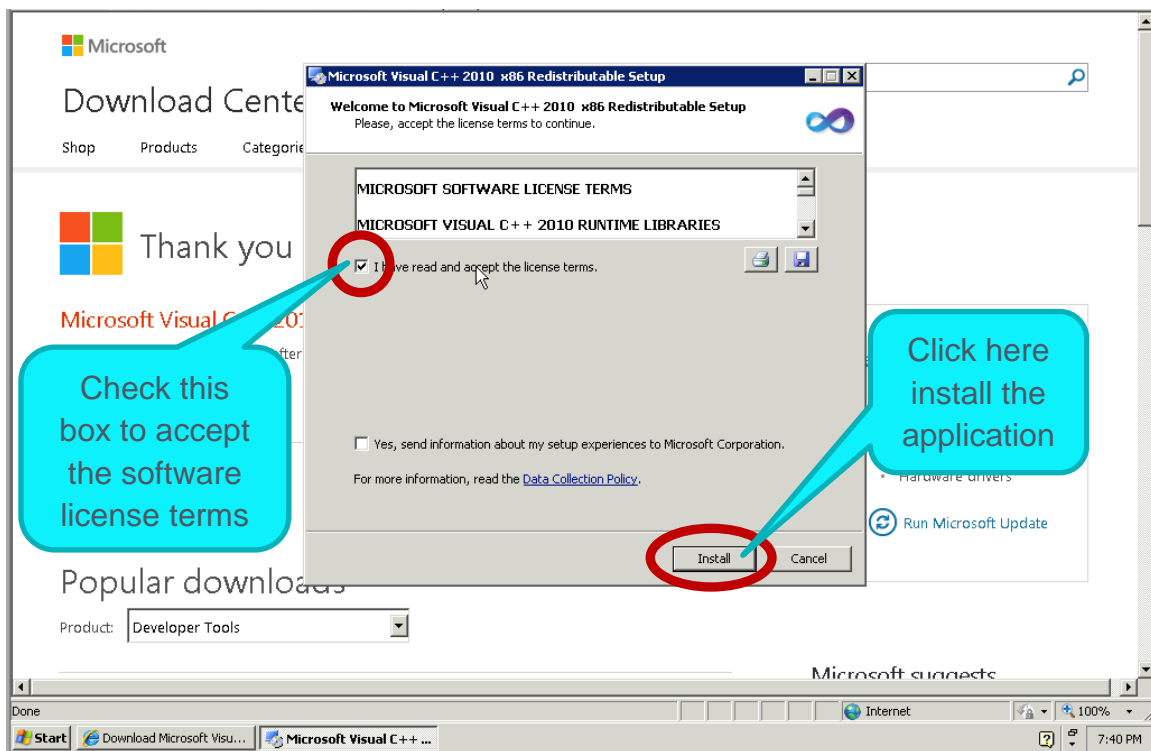 Microsoft
Download Cente
Shop Products Categorie
Thank you
Microsoft Visual C 201
fter
Microsoft Visual C++ 2010 x86 Redistributable Setup
Welcome to Microsoft Visual C++ 2010 x86 Redistributable Setup
Please, accept the license terms to continue.
MICROSOFT SOFTWARE LICENSE TERMS
MICROSOFT VISUAL C++ 2010 RUNTIME LIBRARIES
I have read and accept the license terms.
Yes, send information about my setup experiences to Microsoft Corporation.
For more information, read the Data Collection Policy.
Install Cancel
Check this
box to accept
the software
license terms
Click here
install the
application
Hardware drivers
Run Microsoft Update
Popular downloads
Product: Developer Tools
Microsoft suggests
Done Internet 100%
Start Download Microsoft Visu... Microsoft Visual C++ ... 7:40 PM